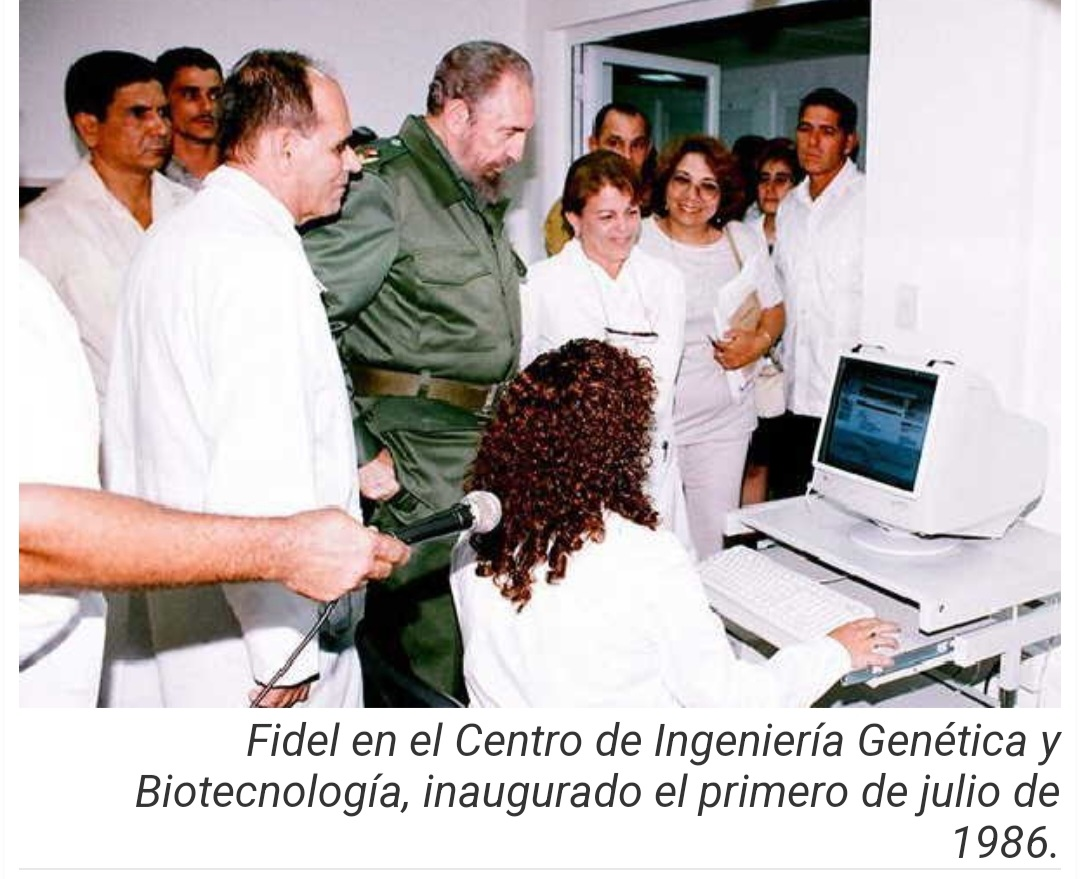 Fidel en el Centro de Ingeniería Genética y
Biotecnología, inaugurado el primero de julio de
1986.